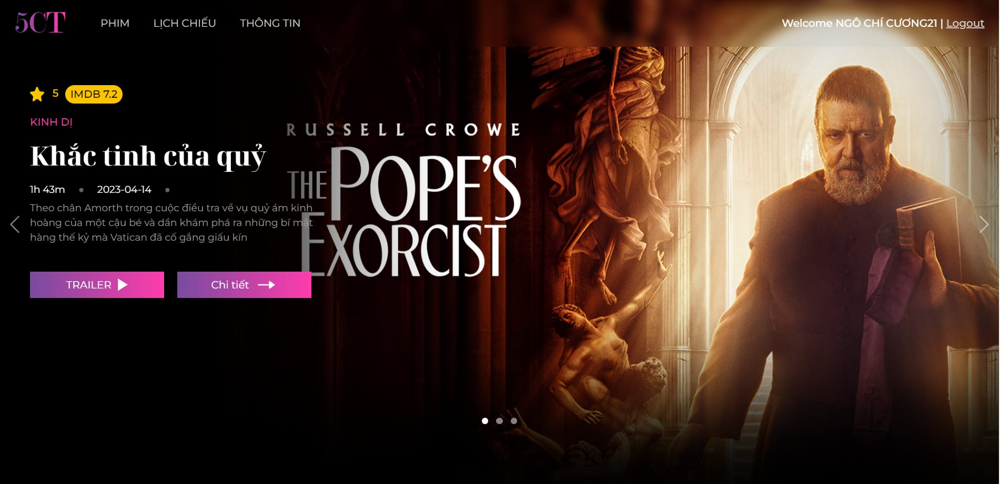 5CT
PHIM
LỊCH CHIẾU
THÔNG TIN
Welcome NGÔ CHÍ CƯƠNG21 | Logout
5 IMDB 7.2
KINH DỊ
Khắc tinh của quỷ
1h 43m • 2023-04-14 •
Theo chân Amorth trong cuộc điều tra về vụ quỷ ám kinh
hoàng của một cậu bé và dần khám phá ra những bí mật
hàng thế kỷ mà Vatican đã cố gắng giấu kín
TRAILER
Chi tiết
RUSSELL CROWE
THE POPE'S
EXORCIST